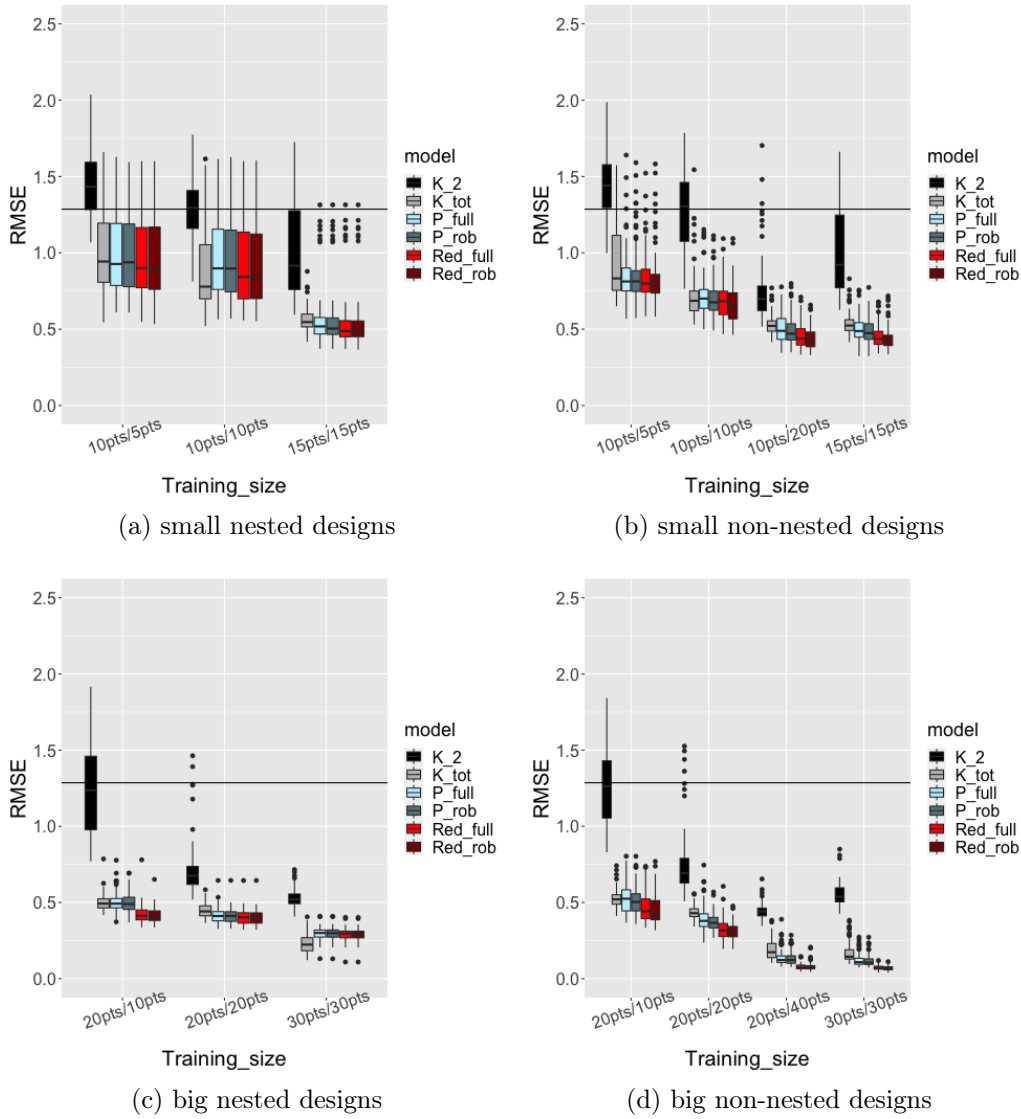 2.5
2.0
1.5
1.0
0.5
0.0
RMSE
10pts/5pts
10pts/10pts
15pts/15pts
Training_size
model
K_2
K_tot
P_full
P_rob
Red_full
Red_rob
(a) small nested designs
2.5
2.0
1.5
1.0
0.5
0.0
RMSE
10pts/5pts
10pts/10pts
10pts/20pts
15pts/15pts
Training_size
model
K_2
K_tot
P_full
P_rob
Red_full
Red_rob
(b) small non-nested designs
2.5
2.0
1.5
1.0
0.5
0.0
RMSE
20pts/10pts
20pts/20pts
30pts/30pts
Training_size
model
K_2
K_tot
P_full
P_rob
Red_full
Red_rob
(c) big nested designs
2.5
2.0
1.5
1.0
0.5
0.0
RMSE
20pts/10pts
20pts/20pts
20pts/40pts
30pts/30pts
Training_size
model
K_2
K_tot
P_full
P_rob
Red_full
Red_rob
(d) big non-nested designs